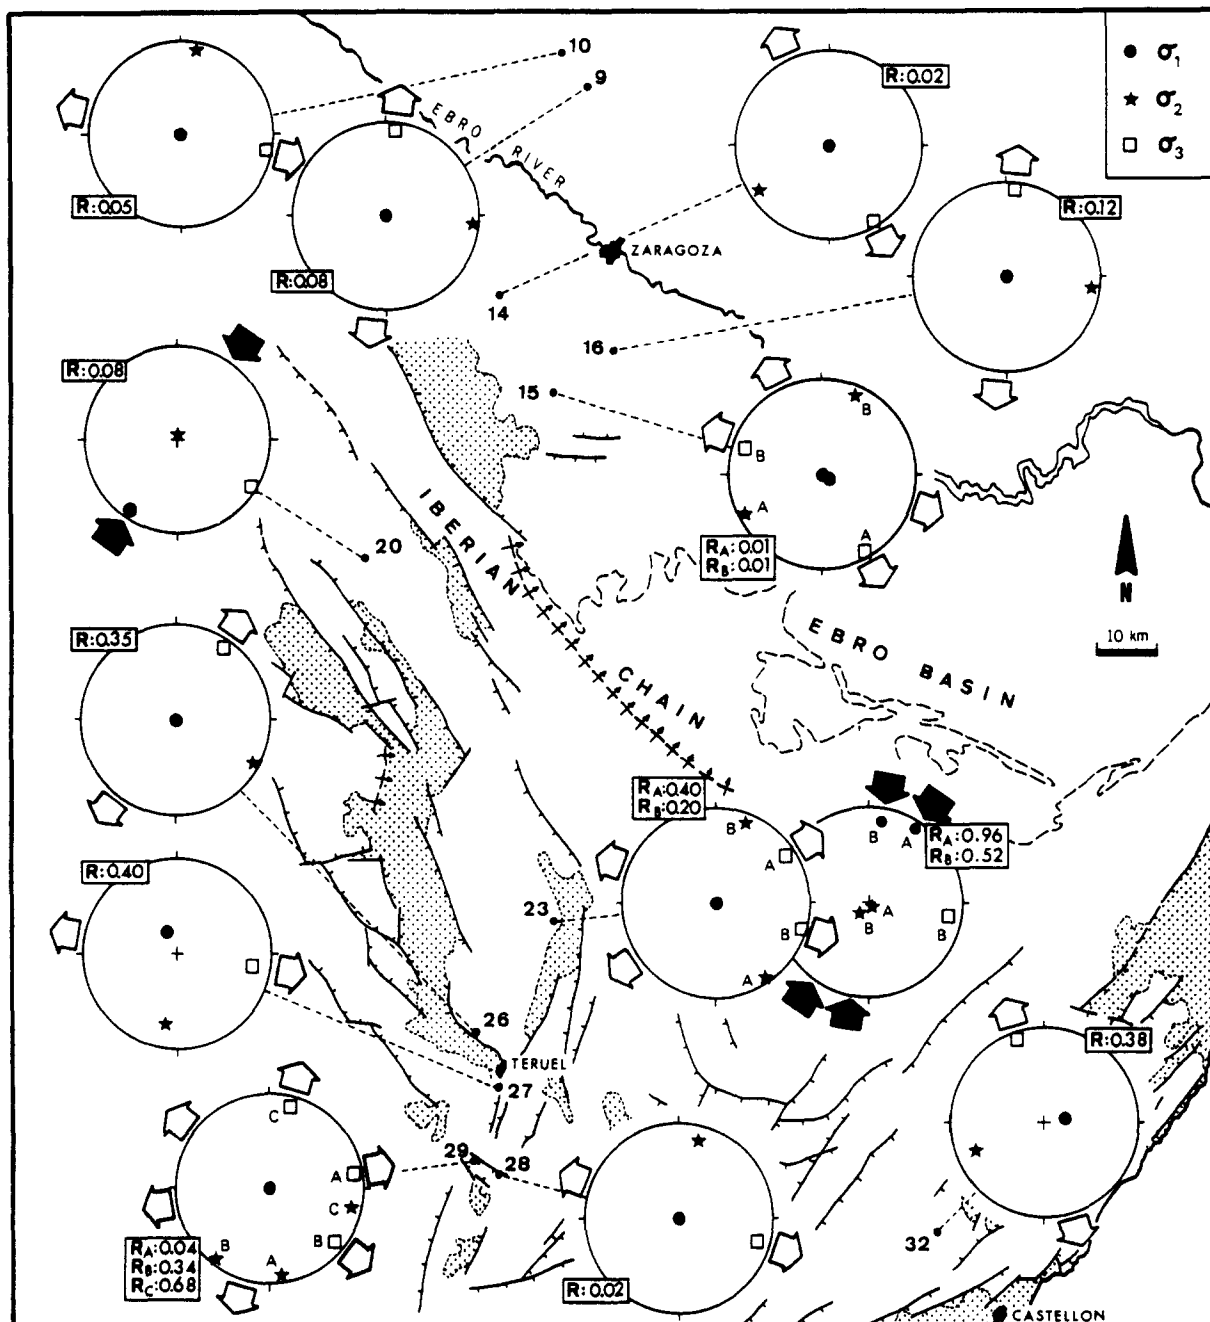 σ1
σ2
σ3
10
9
R:0.02
R:0.05
EBRO RIVER
R:0.12
ZARAGOZA
R:0.08
14
16
R:0.08
15
B
B
A
A
RA:0.01
RB:0.01
20
N
10 km
IBERIAN CHAIN
EBRO BASIN
R:0.35
RA:0.40
RB:0.20
B
A
B
A
B
A
RA:0.96
RB:0.52
A
B
B
R:0.40
23
26
TERUEL
27
R:0.38
C
A
C
B
B
A
29
28
RA:0.04
RB:0.34
RC:0.68
R:0.02
32
CASTELLON